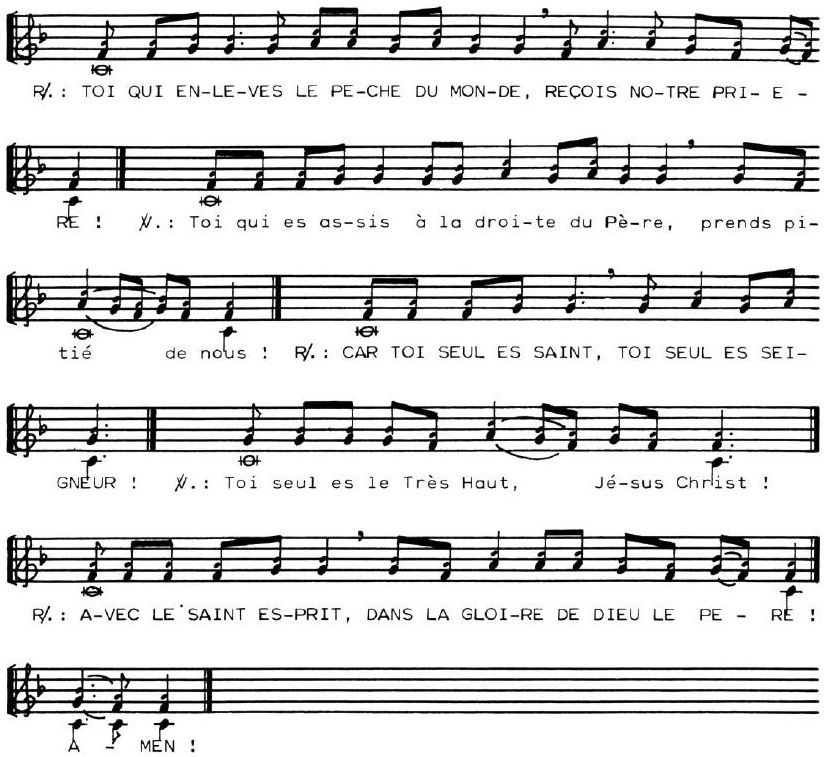 R/.: TOI QUI EN-LE-VES LE PE-CHE DU MON-DE, REÇOIS NO-TRE PRI- E -
RE ! V/.: Toi qui es as-sis à la droi-te du Pè-re, prends pi-
tié de nous ! R/.: CAR TOI SEUL ES SAINT, TOI SEUL ES SEI-
GNEUR ! V/.: Toi seul es le Très Haut, Jé-sus Christ !
R/.: A-VEC LE SAINT ES-PRIT, DANS LA GLOI-RE DE DIEU LE PE - RE !
A - MEN !